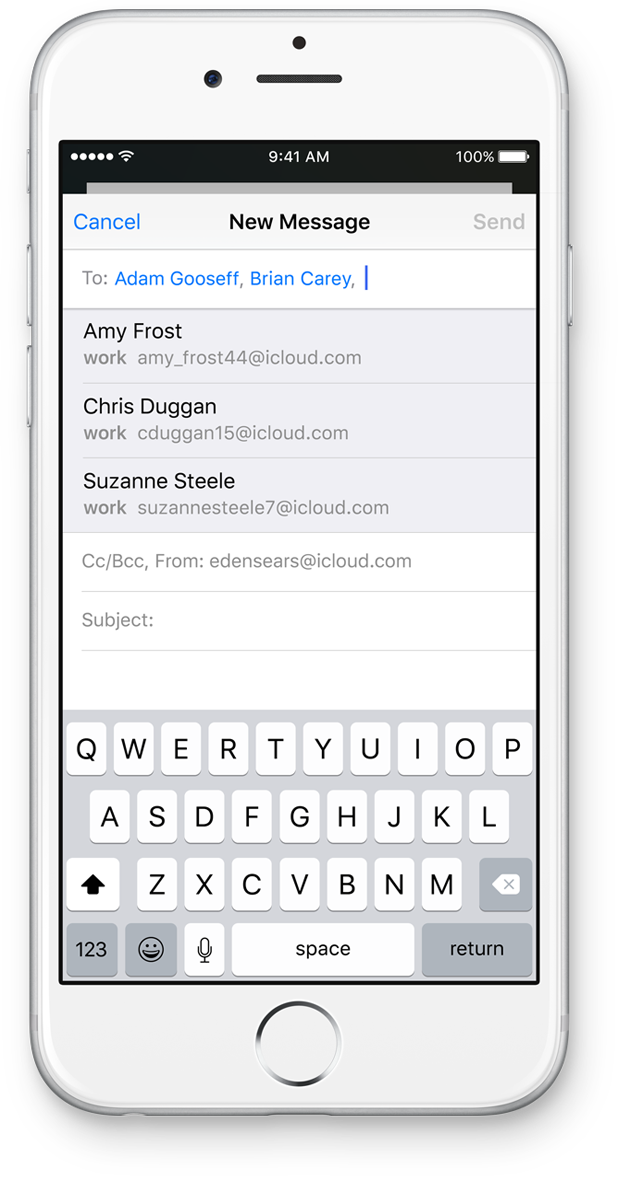 9:41 AM 100%
Cancel New Message Send
To: Adam Gooseff, Brian Carey,
Amy Frost
work amy_frost44@icloud.com
Chris Duggan
work cduggan15@icloud.com
Suzanne Steele
work suzannesteele7@icloud.com
Cc/Bcc, From: edensears@icloud.com
Subject:
Q W E R T Y U I O P
A S D F G H J K L
Z X C V B N M
123 space return